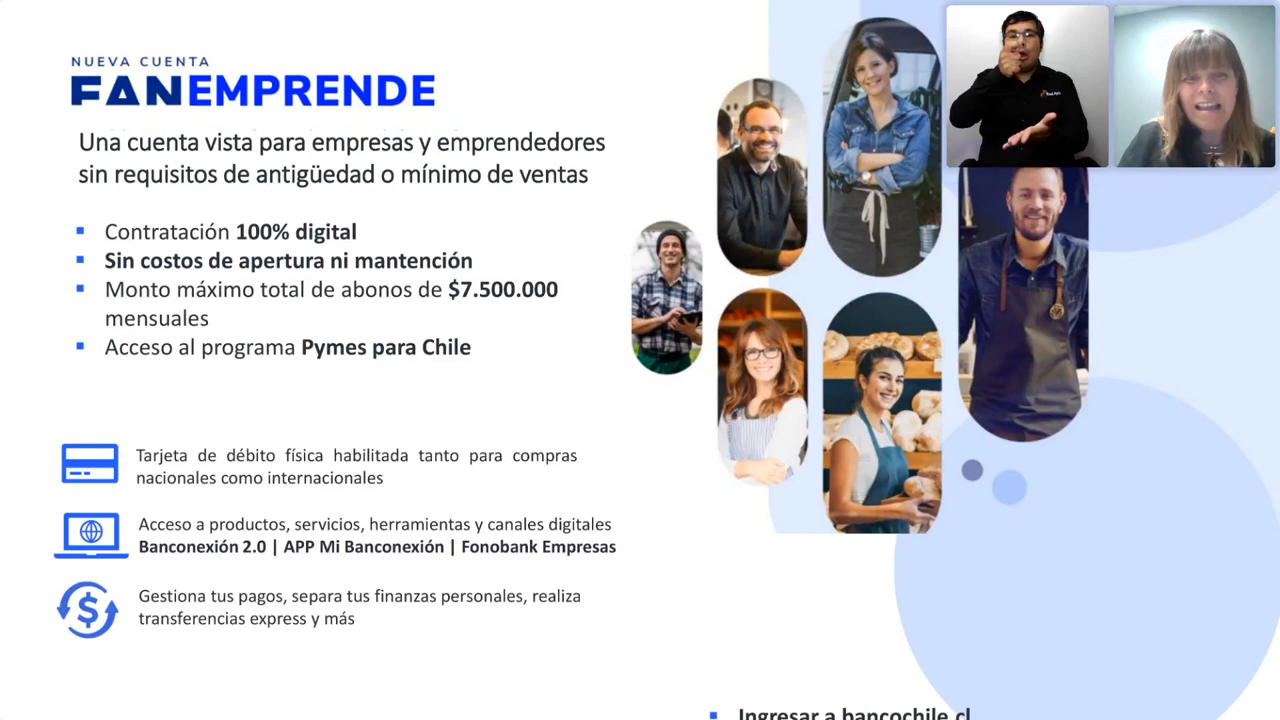 NUEVA CUENTA
FANEMPRENDE
Una cuenta vista para empresas y emprendedores
sin requisitos de antigüedad o mínimo de ventas
Contratación 100% digital
Sin costos de apertura ni mantención
Monto máximo total de abonos de $7.500.000
mensuales
Acceso al programa Pymes para Chile
Tarjeta de débito física habilitada tanto para compras
nacionales como internacionales
Acceso a productos, servicios, herramientas y canales digitales
Banconexión 2.0 | APP Mi Banconexión | Fonobank Empresas
Gestiona tus pagos, separa tus finanzas personales, realiza
transferencias express y más
Ingresar a bancochile.cl